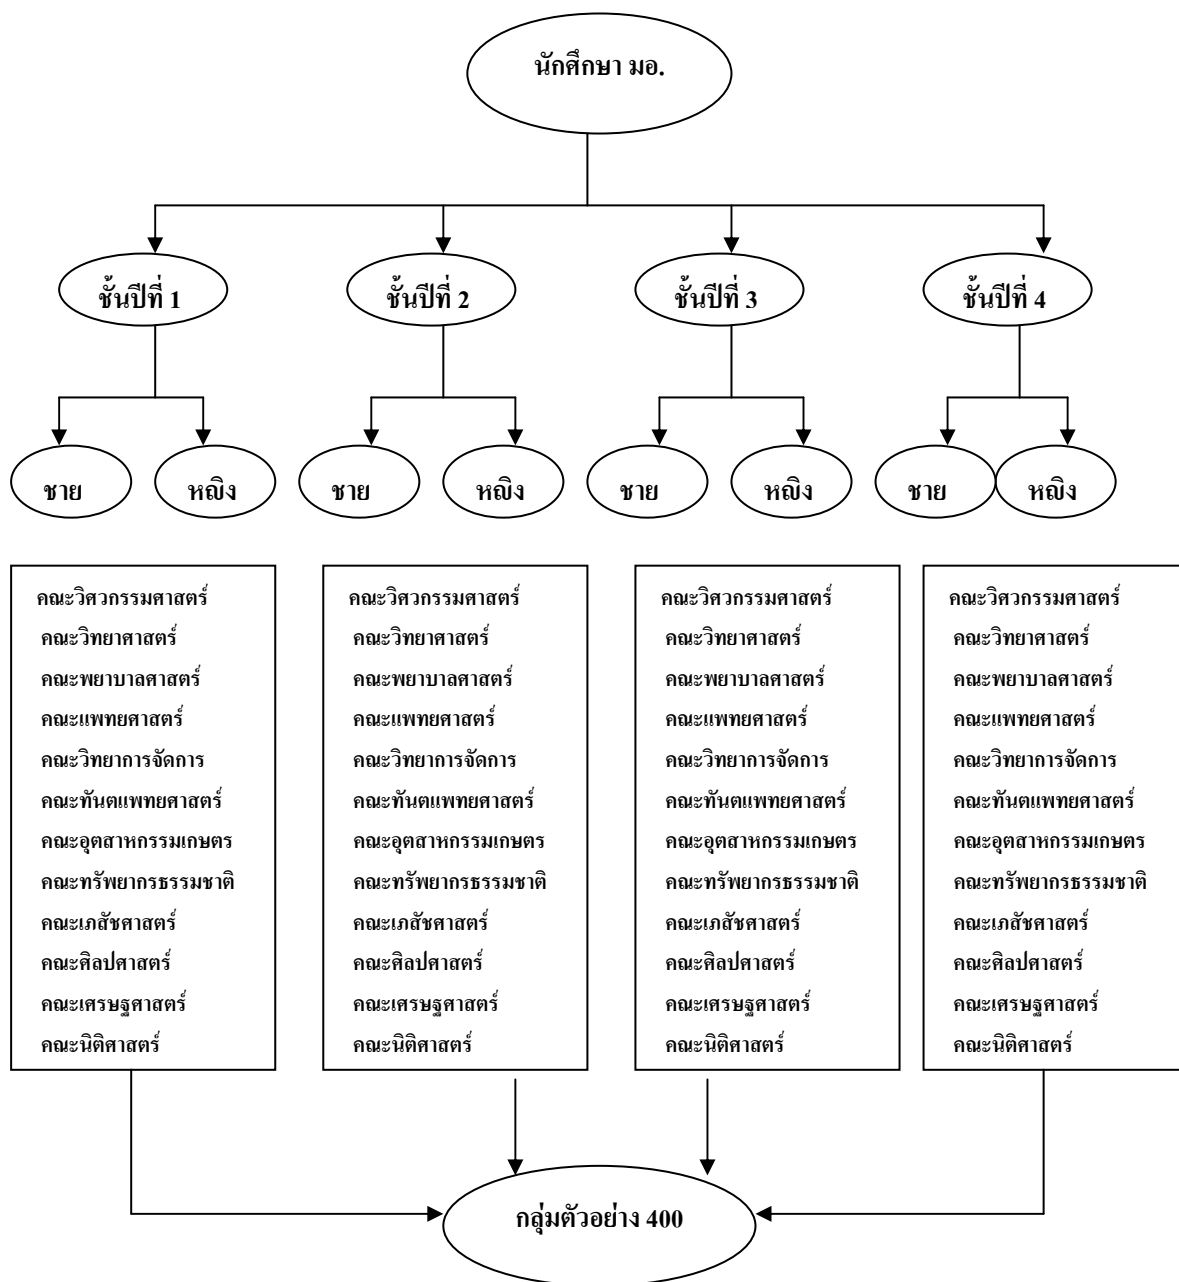 นักศึกษา มอ.
ชั้นปีที่ 1
ชั้นปีที่ 2
ชั้นปีที่ 3
ชั้นปีที่ 4
ชาย
หญิง
ชาย
หญิง
ชาย
หญิง
ชาย
หญิง
คณะวิศวกรรมศาสตร์
คณะวิทยาศาสตร์
คณะพยาบาลศาสตร์
คณะแพทยศาสตร์
คณะวิทยาการจัดการ
คณะทันตแพทยศาสตร์
คณะอุตสาหกรรมเกษตร
คณะทรัพยากรธรรมชาติ
คณะเภสัชศาสตร์
คณะศิลปศาสตร์
คณะเศรษฐศาสตร์
คณะนิติศาสตร์
คณะวิศวกรรมศาสตร์
คณะวิทยาศาสตร์
คณะพยาบาลศาสตร์
คณะแพทยศาสตร์
คณะวิทยาการจัดการ
คณะทันตแพทยศาสตร์
คณะอุตสาหกรรมเกษตร
คณะทรัพยากรธรรมชาติ
คณะเภสัชศาสตร์
คณะศิลปศาสตร์
คณะเศรษฐศาสตร์
คณะนิติศาสตร์
คณะวิศวกรรมศาสตร์
คณะวิทยาศาสตร์
คณะพยาบาลศาสตร์
คณะแพทยศาสตร์
คณะวิทยาการจัดการ
คณะทันตแพทยศาสตร์
คณะอุตสาหกรรมเกษตร
คณะทรัพยากรธรรมชาติ
คณะเภสัชศาสตร์
คณะศิลปศาสตร์
คณะเศรษฐศาสตร์
คณะนิติศาสตร์
คณะวิศวกรรมศาสตร์
คณะวิทยาศาสตร์
คณะพยาบาลศาสตร์
คณะแพทยศาสตร์
คณะวิทยาการจัดการ
คณะทันตแพทยศาสตร์
คณะอุตสาหกรรมเกษตร
คณะทรัพยากรธรรมชาติ
คณะเภสัชศาสตร์
คณะศิลปศาสตร์
คณะเศรษฐศาสตร์
คณะนิติศาสตร์
กลุ่มตัวอย่าง 400